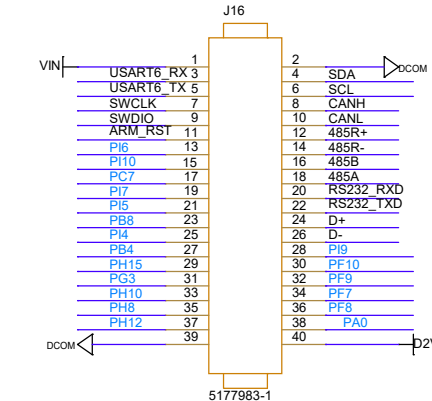 J16
VIN 1 2 DCOM
USART6_RX 3 4 SDA
USART6_TX 5 6 SCL
SWCLK 7 8 CANH
SWDIO 9 10 CANL
ARM_RST 11 12 485R+
PI6 13 14 485R-
PI10 15 16 485B
PC7 17 18 485A
PI7 19 20 RS232_RXD
PI5 21 22 RS232_TXD
PB8 23 24 D+
PI4 25 26 D-
PB4 27 28 PI9
PH15 29 30 PF10
PG3 31 32 PF9
PH10 33 34 PF7
PH8 35 36 PF8
PH12 37 38 PA0
DCOM 39 40
5177983-1